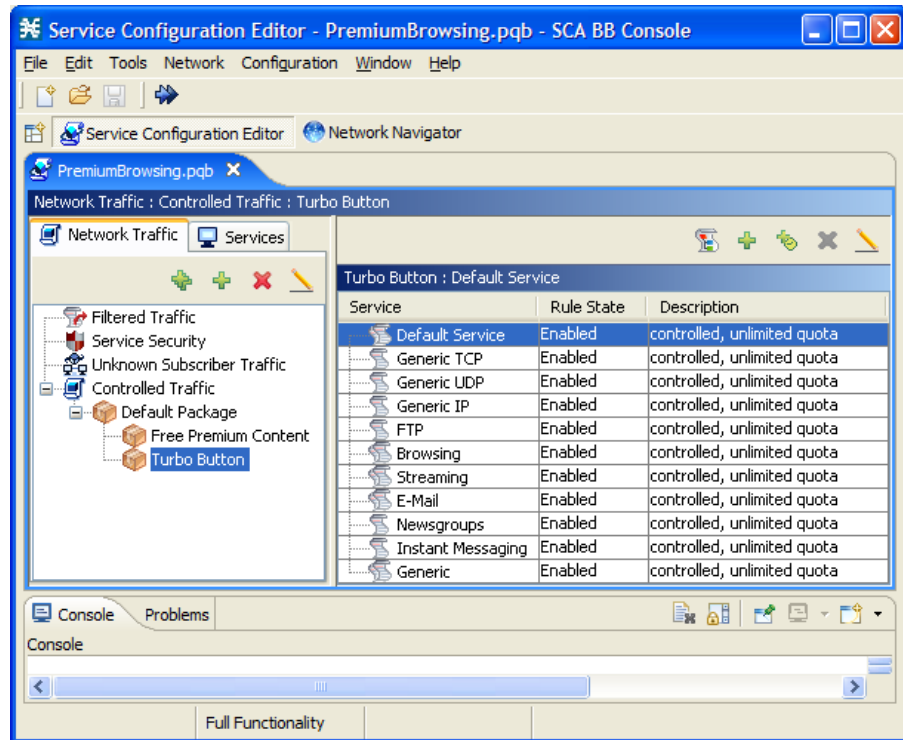 Service Configuration Editor - PremiumBrowsing.pqb - SCA BB Console
File Edit Tools Network Configuration Window Help
Service Configuration Editor Network Navigator
PremiumBrowsing.pqb
Network Traffic : Controlled Traffic : Turbo Button
Network Traffic Services
Turbo Button : Default Service
Service Rule State Description
Filtered Traffic
Service Security
Unknown Subscriber Traffic
Controlled Traffic
Default Package
Free Premium Content
Turbo Button
Default Service Enabled controlled, unlimited quota
Generic TCP Enabled controlled, unlimited quota
Generic UDP Enabled controlled, unlimited quota
Generic IP Enabled controlled, unlimited quota
FTP Enabled controlled, unlimited quota
Browsing Enabled controlled, unlimited quota
Streaming Enabled controlled, unlimited quota
E-Mail Enabled controlled, unlimited quota
Newsgroups Enabled controlled, unlimited quota
Instant Messaging Enabled controlled, unlimited quota
Generic Enabled controlled, unlimited quota
Console Problems
Console
Full Functionality